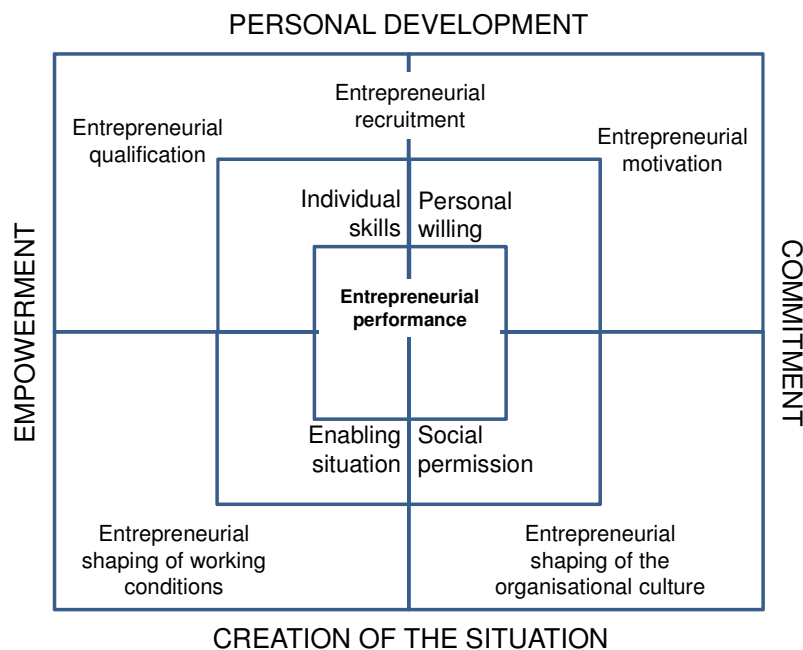 PERSONAL DEVELOPMENT
Entrepreneurial
recruitment
Entrepreneurial
qualification
Entrepreneurial
motivation
Individual
skills
Personal
willing
EMPOWERMENT
Entrepreneurial
performance
COMMITMENT
Enabling
situation
Social
permission
Entrepreneurial
shaping of working
conditions
Entrepreneurial
shaping of the
organisational culture
CREATION OF THE SITUATION